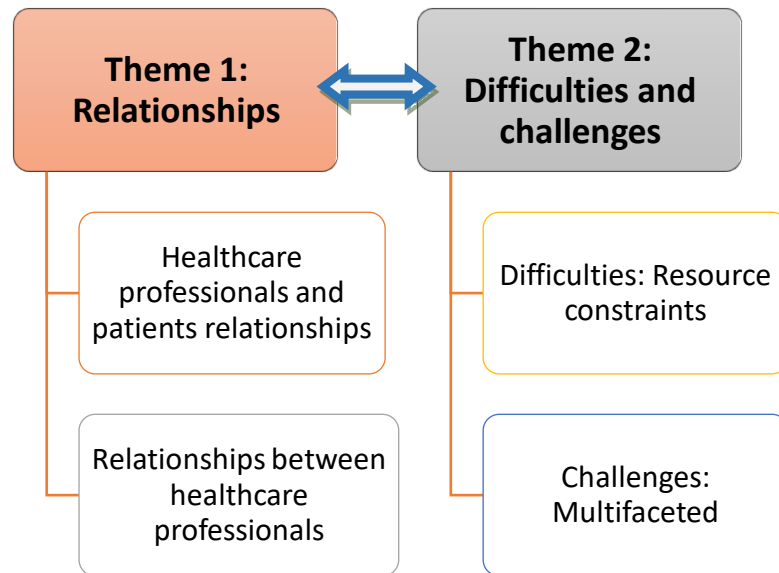 Theme 1:
Relationships
Theme 2:
Difficulties and
challenges
Healthcare
professionals and
patients relationships
Relationships between
healthcare
professionals
Difficulties: Resource
constraints
Challenges:
Multifaceted